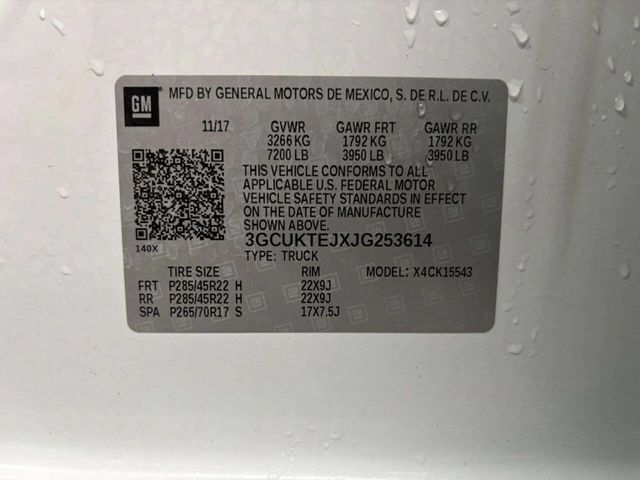 GM
MFD BY GENERAL MOTORS DE MEXICO, S. DE R.L. DE C.V.
11/17 GVWR GAWR FRT GAWR RR
3266 KG 1792 KG 1792 KG
7200 LB 3950 LB 3950 LB
THIS VEHICLE CONFORMS TO ALL
APPLICABLE U.S. FEDERAL MOTOR
VEHICLE SAFETY STANDARDS IN EFFECT
ON THE DATE OF MANUFACTURE
SHOWN ABOVE.
140X
3GCUKTEJXJG253614
TYPE: TRUCK
TIRE SIZE RIM MODEL: X4CK15543
FRT P285/45R22 H 22X9J
RR P285/45R22 H 22X9J
SPA P265/70R17 S 17X7.5J